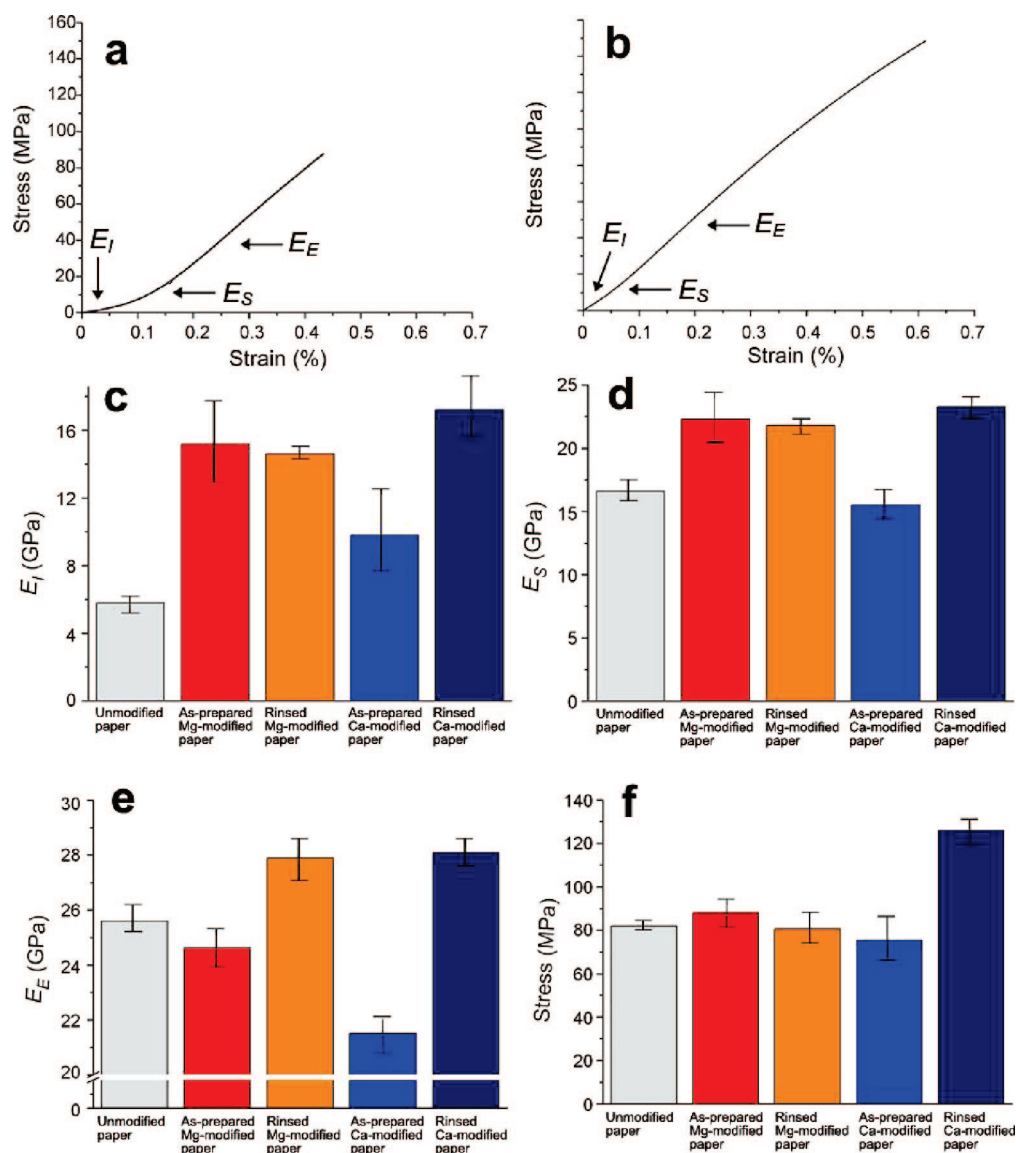 a
160
140
120
100
80
60
40
20
0
Stress (MPa)
E_I
E_S
E_E
0 0.1 0.2 0.3 0.4 0.5 0.6 0.7
Strain (%)
b
Stress (MPa)
E_I
E_S
E_E
0 0.1 0.2 0.3 0.4 0.5 0.6 0.7
Strain (%)
c
16
12
8
4
0
E_I (GPa)
Unmodified As-prepared Rinsed As-prepared Rinsed
paper Mg-modified Mg-modified Ca-modified Ca-modified
paper paper paper paper
d
25
20
15
10
5
0
E_S (GPa)
Unmodified As-prepared Rinsed As-prepared Rinsed
paper Mg-modified Mg-modified Ca-modified Ca-modified
paper paper paper paper
e
30
28
26
24
22
20
0
E_E (GPa)
Unmodified As-prepared Rinsed As-prepared Rinsed
paper Mg-modified Mg-modified Ca-modified Ca-modified
paper paper paper paper
f
140
120
100
80
60
40
20
0
Stress (MPa)
Unmodified As-prepared Rinsed As-prepared Rinsed
paper Mg-modified Mg-modified Ca-modified Ca-modified
paper paper paper paper